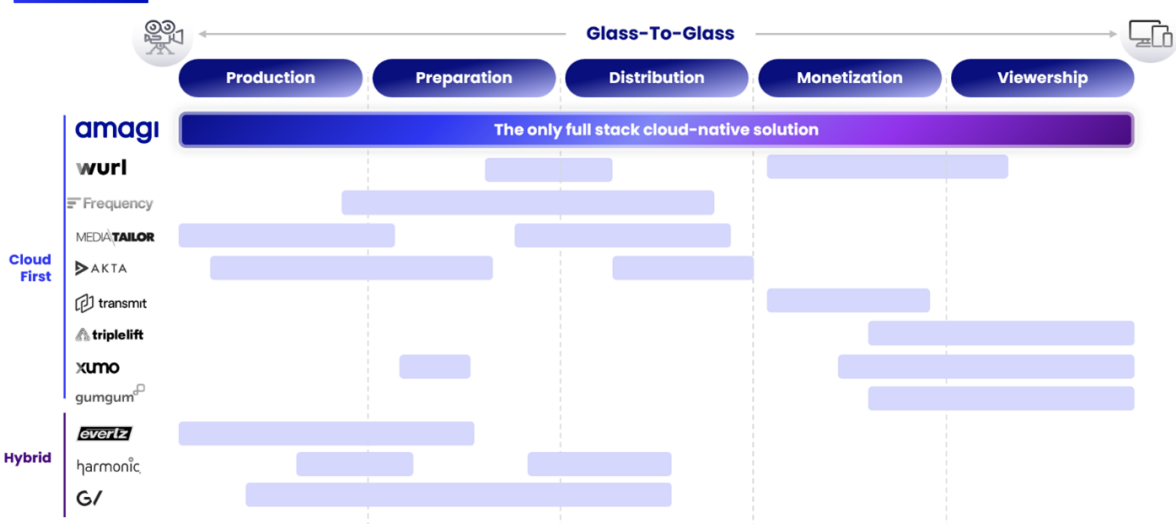 Glass-To-Glass
Production
Preparation
Distribution
Monetization
Viewership
amagi
The only full stack cloud-native solution
wurl
Frequency
MEDIATAILOR
Cloud
First
AKTA
transmit
triplelift
xumo
gumgum
evertz
Hybrid
harmonic
G/